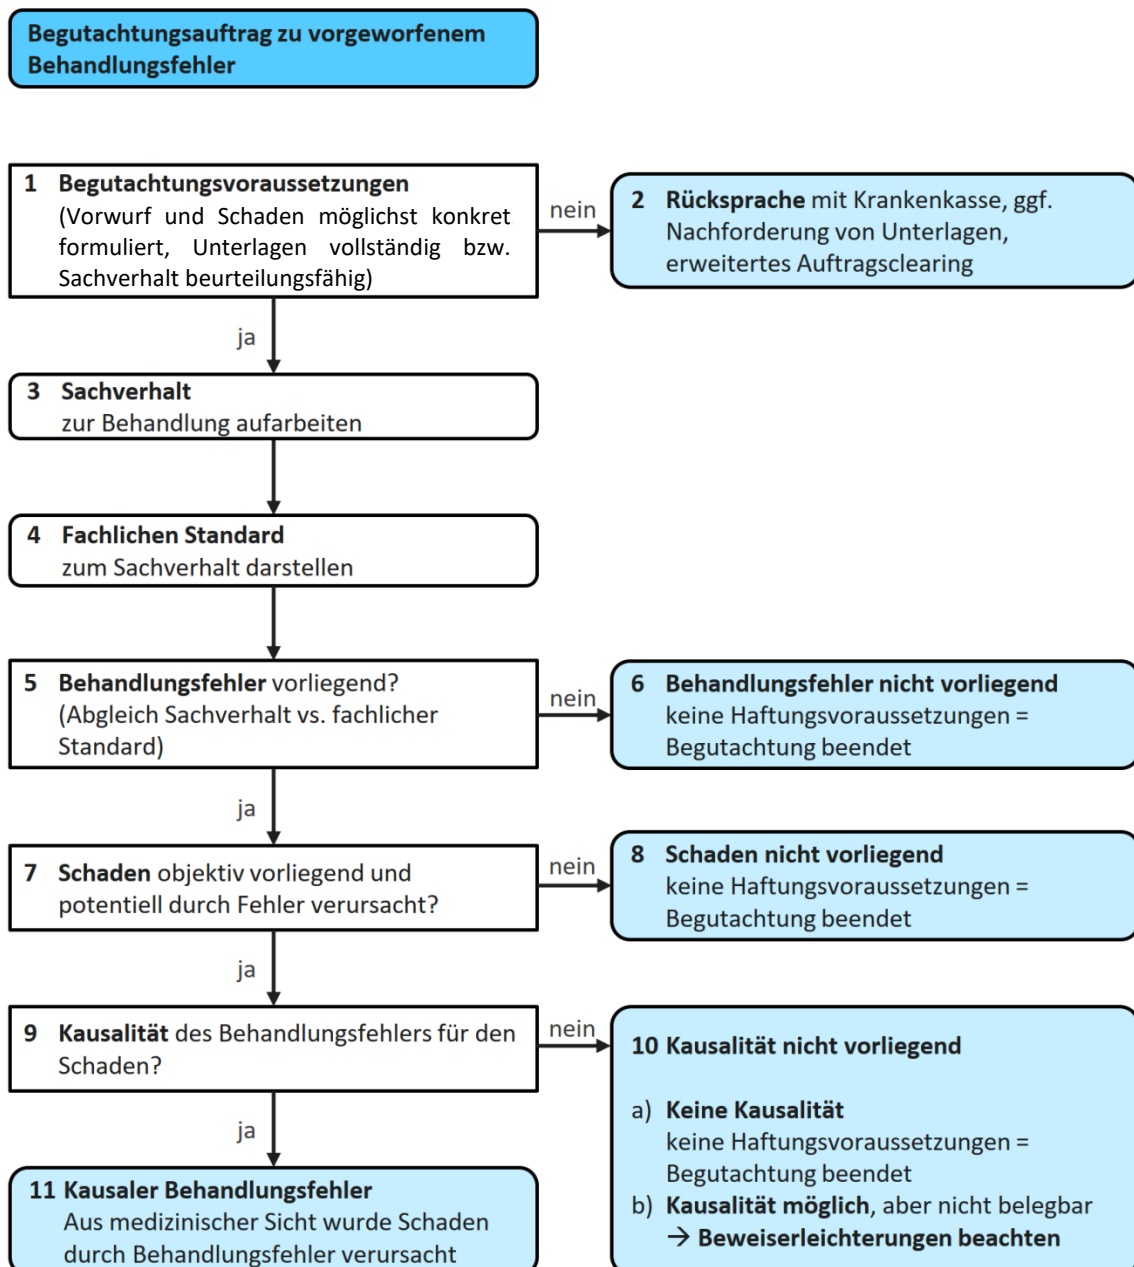 Begutachtungsauftrag zu vorgeworfenem
Behandlungsfehler
1 Begutachtungsvoraussetzungen
(Vorwurf und Schaden möglichst konkret
formuliert, Unterlagen vollständig bzw.
Sachverhalt beurteilungsfähig)
nein
2 Rücksprache mit Krankenkasse, ggf.
Nachforderung von Unterlagen,
erweitertes Auftragsclearing
ja
3 Sachverhalt
zur Behandlung aufarbeiten
4 Fachlichen Standard
zum Sachverhalt darstellen
5 Behandlungsfehler vorliegend?
(Abgleich Sachverhalt vs. fachlicher
Standard)
nein
6 Behandlungsfehler nicht vorliegend
keine Haftungsvoraussetzungen =
Begutachtung beendet
ja
7 Schaden objektiv vorliegend und
potentiell durch Fehler verursacht?
nein
8 Schaden nicht vorliegend
keine Haftungsvoraussetzungen =
Begutachtung beendet
ja
9 Kausalität des Behandlungsfehlers für den
Schaden?
nein
10 Kausalität nicht vorliegend
a) Keine Kausalität
keine Haftungsvoraussetzungen =
Begutachtung beendet
b) Kausalität möglich, aber nicht belegbar
→ Beweiserleichterungen beachten
ja
11 Kausaler Behandlungsfehler
Aus medizinischer Sicht wurde Schaden
durch Behandlungsfehler verursacht